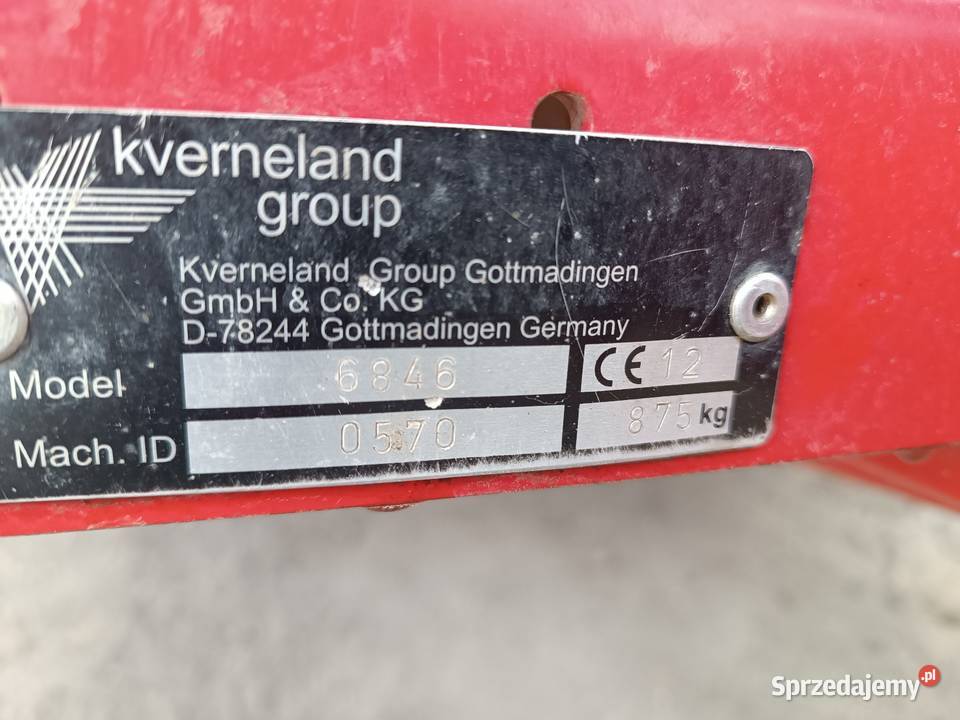 kverneland
group
Kverneland Group Gottmadingen
GmbH & Co. KG
D-78244 Gottmadingen Germany
Model 6846 CE 12
Mach. ID 0570 875 kg
Sprzedajemy.pl